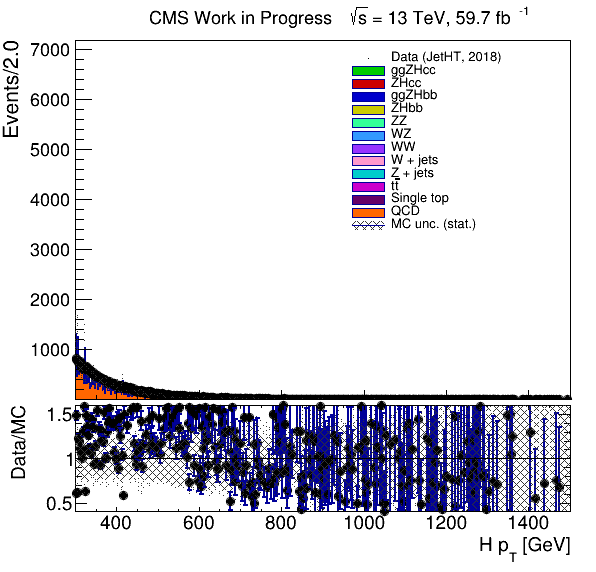 CMS Work in Progress √s = 13 TeV, 59.7 fb⁻¹
Events/2.0
7000
6000
5000
4000
3000
2000
1000
Data (JetHT, 2018)
ggZHcc
ZHcc
ggZHbb
ZHbb
ZZ
WZ
WW
W + jets
Z + jets
tt̅
Single top
QCD
MC unc. (stat.)
Data/MC
1.5
1
0.5
400 600 800 1000 1200 1400
H p_T [GeV]